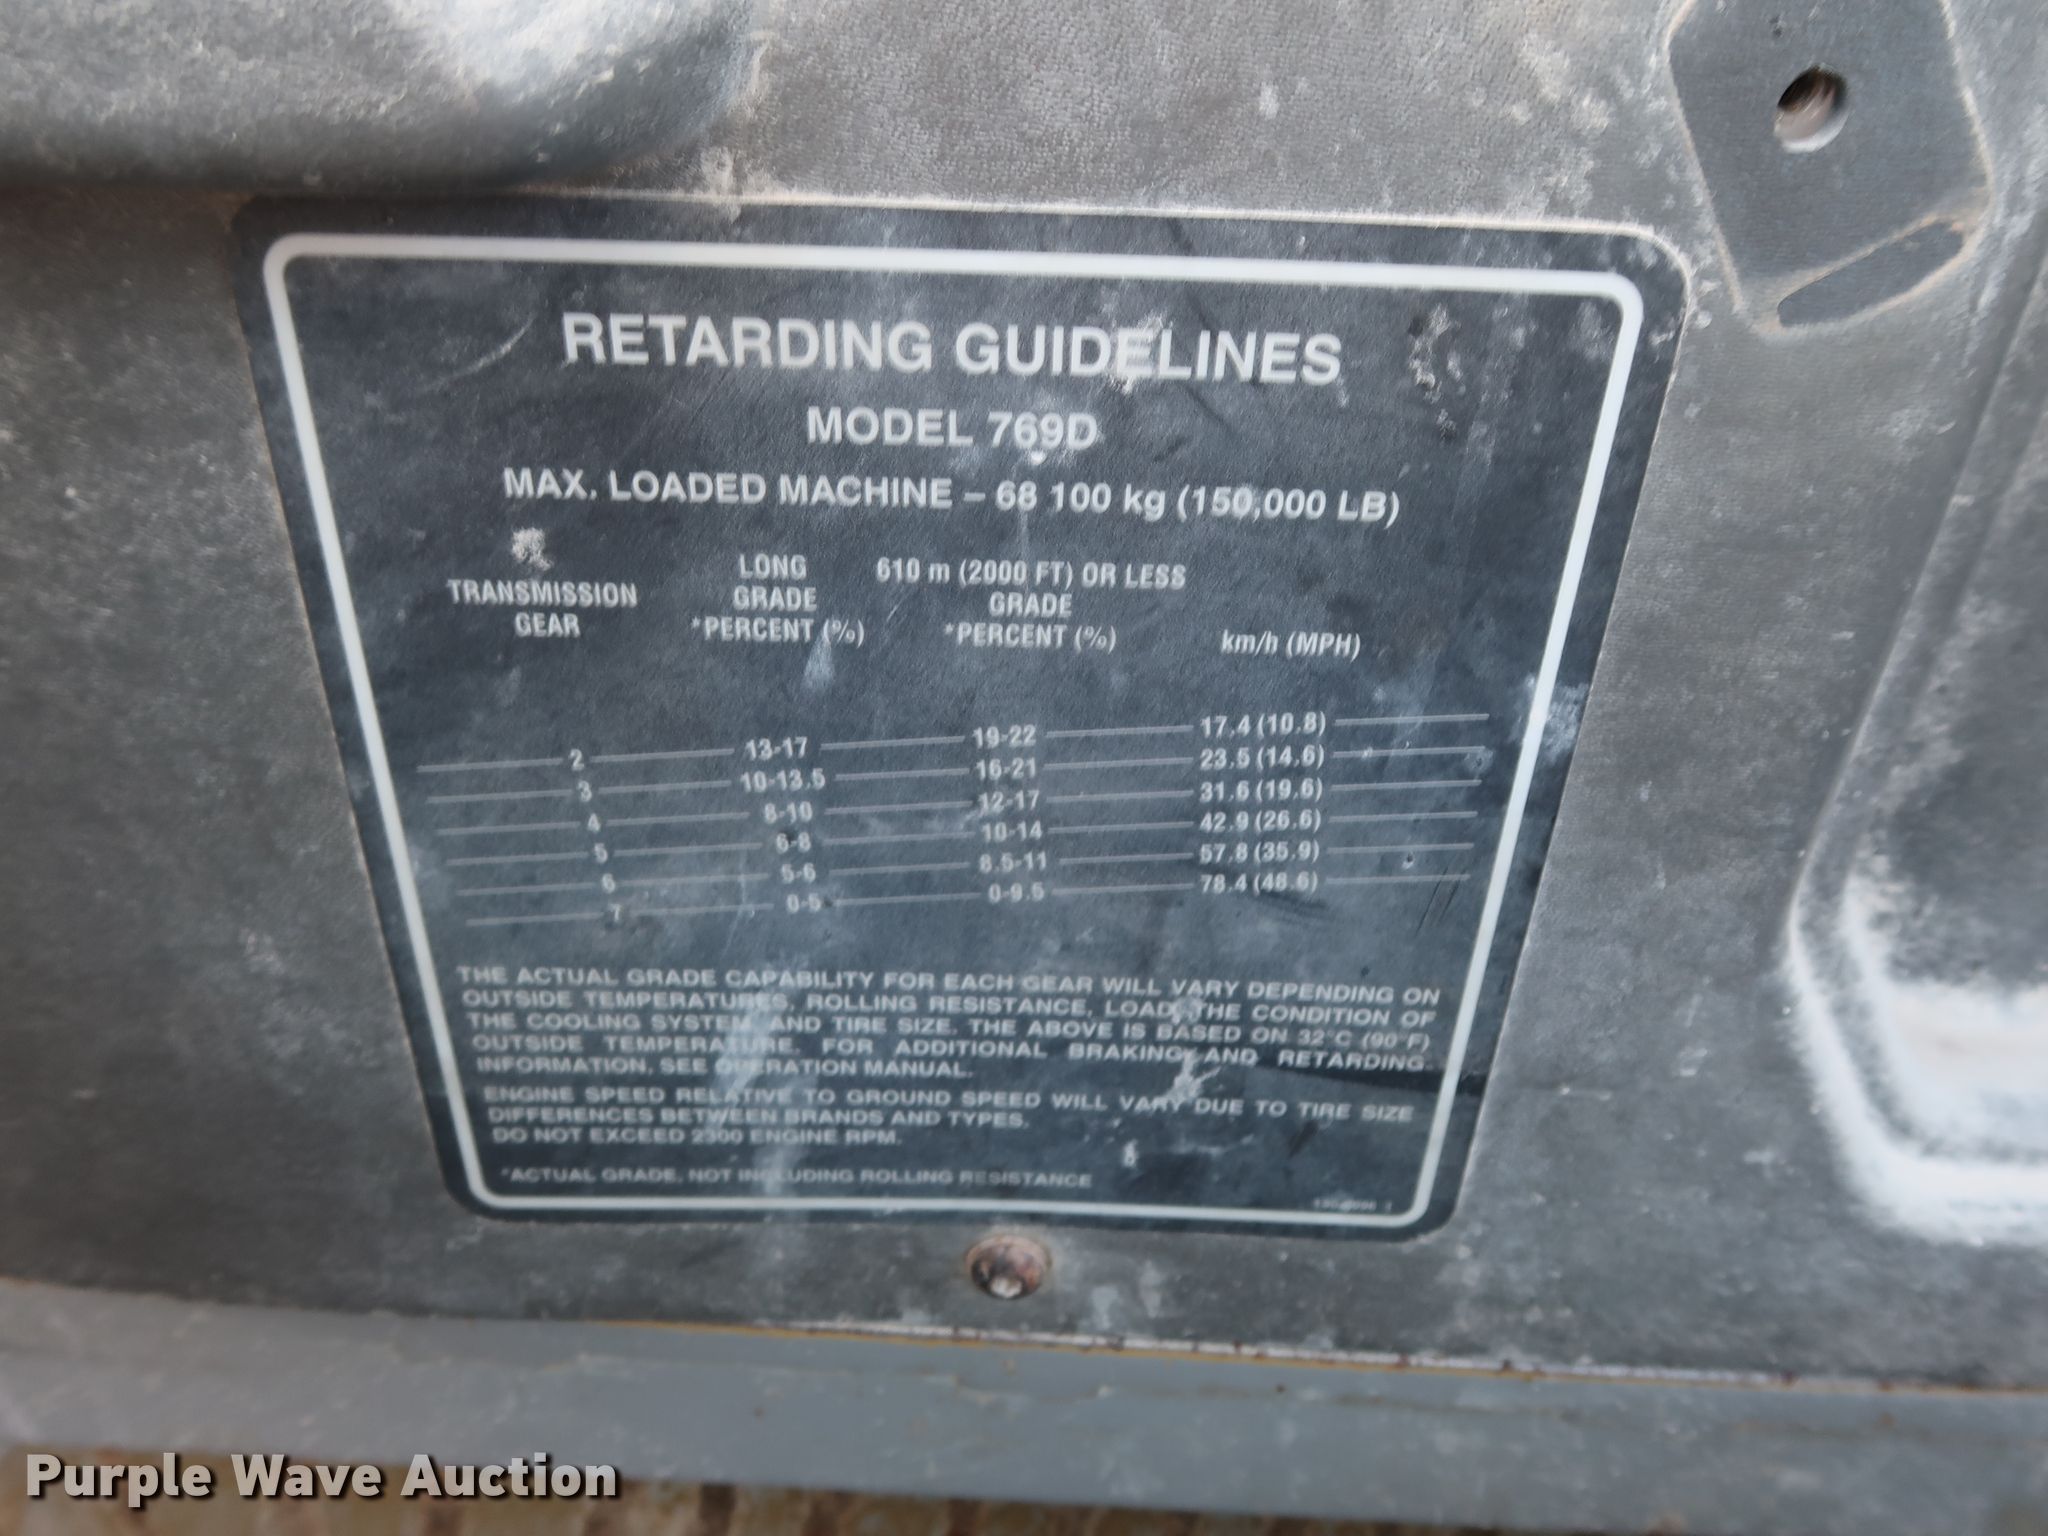 RETARDING GUIDELINES
MODEL 769D
MAX. LOADED MACHINE – 68 100 kg (150,000 LB)
TRANSMISSION GEAR LONG GRADE *PERCENT (%) 610 m (2000 FT) OR LESS GRADE *PERCENT (%) km/h (MPH)
2 13-17 19-22 17.4 (10.8)
3 10-13.5 16-21 23.5 (14.6)
4 8-10 12-17 31.6 (19.6)
5 6-8 10-14 42.9 (26.6)
6 5-6 8.5-11 57.8 (35.9)
7 0-5 0-9.5 78.4 (48.6)
THE ACTUAL GRADE CAPABILITY FOR EACH GEAR WILL VARY DEPENDING ON
OUTSIDE TEMPERATURES, ROLLING RESISTANCE, LOAD, THE CONDITION OF
THE COOLING SYSTEM, AND TIRE SIZE. THE ABOVE IS BASED ON 32°C (90°F)
OUTSIDE TEMPERATURE. FOR ADDITIONAL BRAKING AND RETARDING
INFORMATION, SEE OPERATION MANUAL.
ENGINE SPEED RELATIVE TO GROUND SPEED WILL VARY DUE TO TIRE SIZE
DIFFERENCES BETWEEN BRANDS AND TYPES.
DO NOT EXCEED 2300 ENGINE RPM.
*ACTUAL GRADE, NOT INCLUDING ROLLING RESISTANCE
Purple Wave Auction